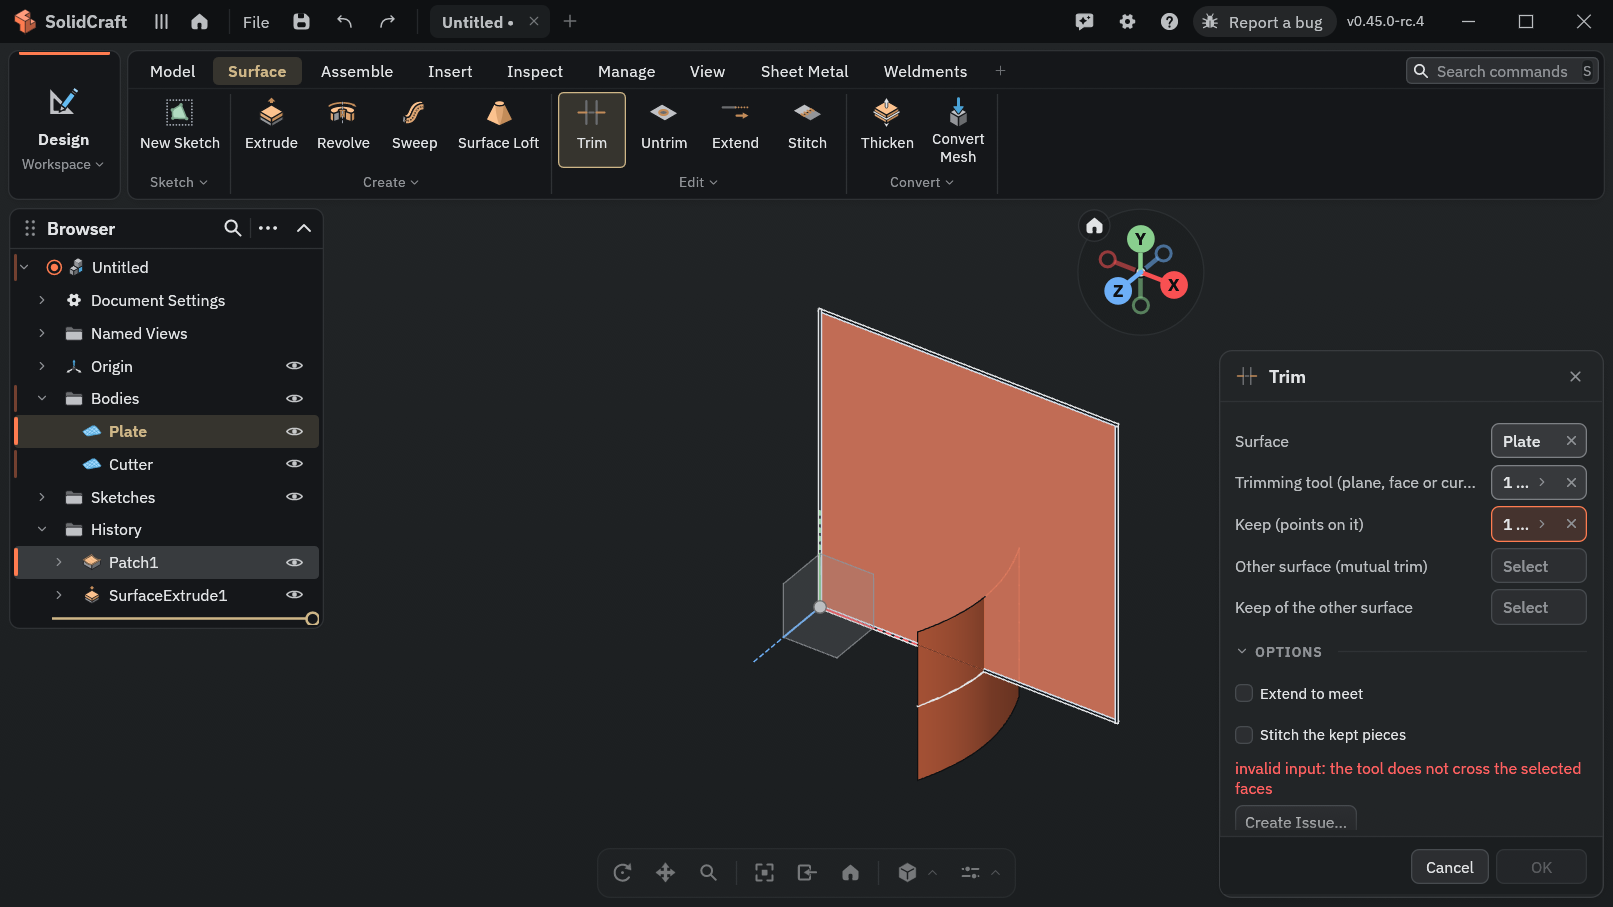 SolidCraft
File
Untitled •
Report a bug
v0.45.0-rc.4
Design
Workspace
Model
Surface
Assemble
Insert
Inspect
Manage
View
Sheet Metal
Weldments
Search commands
S
New Sketch
Extrude
Revolve
Sweep
Surface Loft
Trim
Untrim
Extend
Stitch
Thicken
Convert
Mesh
Sketch
Create
Edit
Convert
Browser
Untitled
Document Settings
Named Views
Origin
Bodies
Plate
Cutter
Sketches
History
Patch1
SurfaceExtrude1
Y
X
Z
Trim
Surface
Plate
Trimming tool (plane, face or cur...
1 ...
Keep (points on it)
1 ...
Other surface (mutual trim)
Select
Keep of the other surface
Select
OPTIONS
Extend to meet
Stitch the kept pieces
invalid input: the tool does not cross the selected
faces
Create Issue...
Cancel
OK